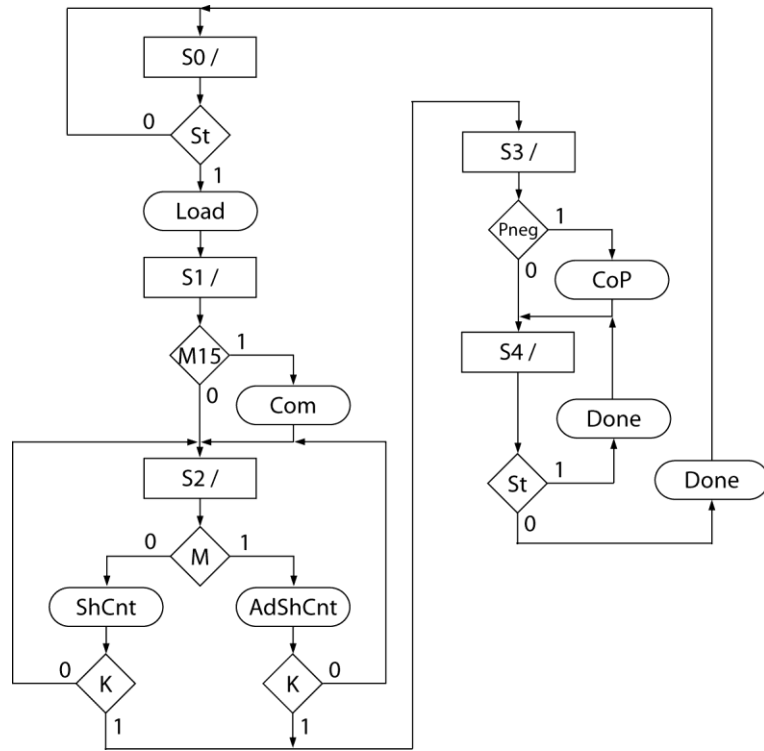 S0 /
0
St
1
Load
S1 /
M15
1
0
Com
S2 /
0
M
1
ShCnt
AdShCnt
0
K
1
K
0
1
S3 /
Pneg
1
0
CoP
S4 /
Done
St
1
0
Done